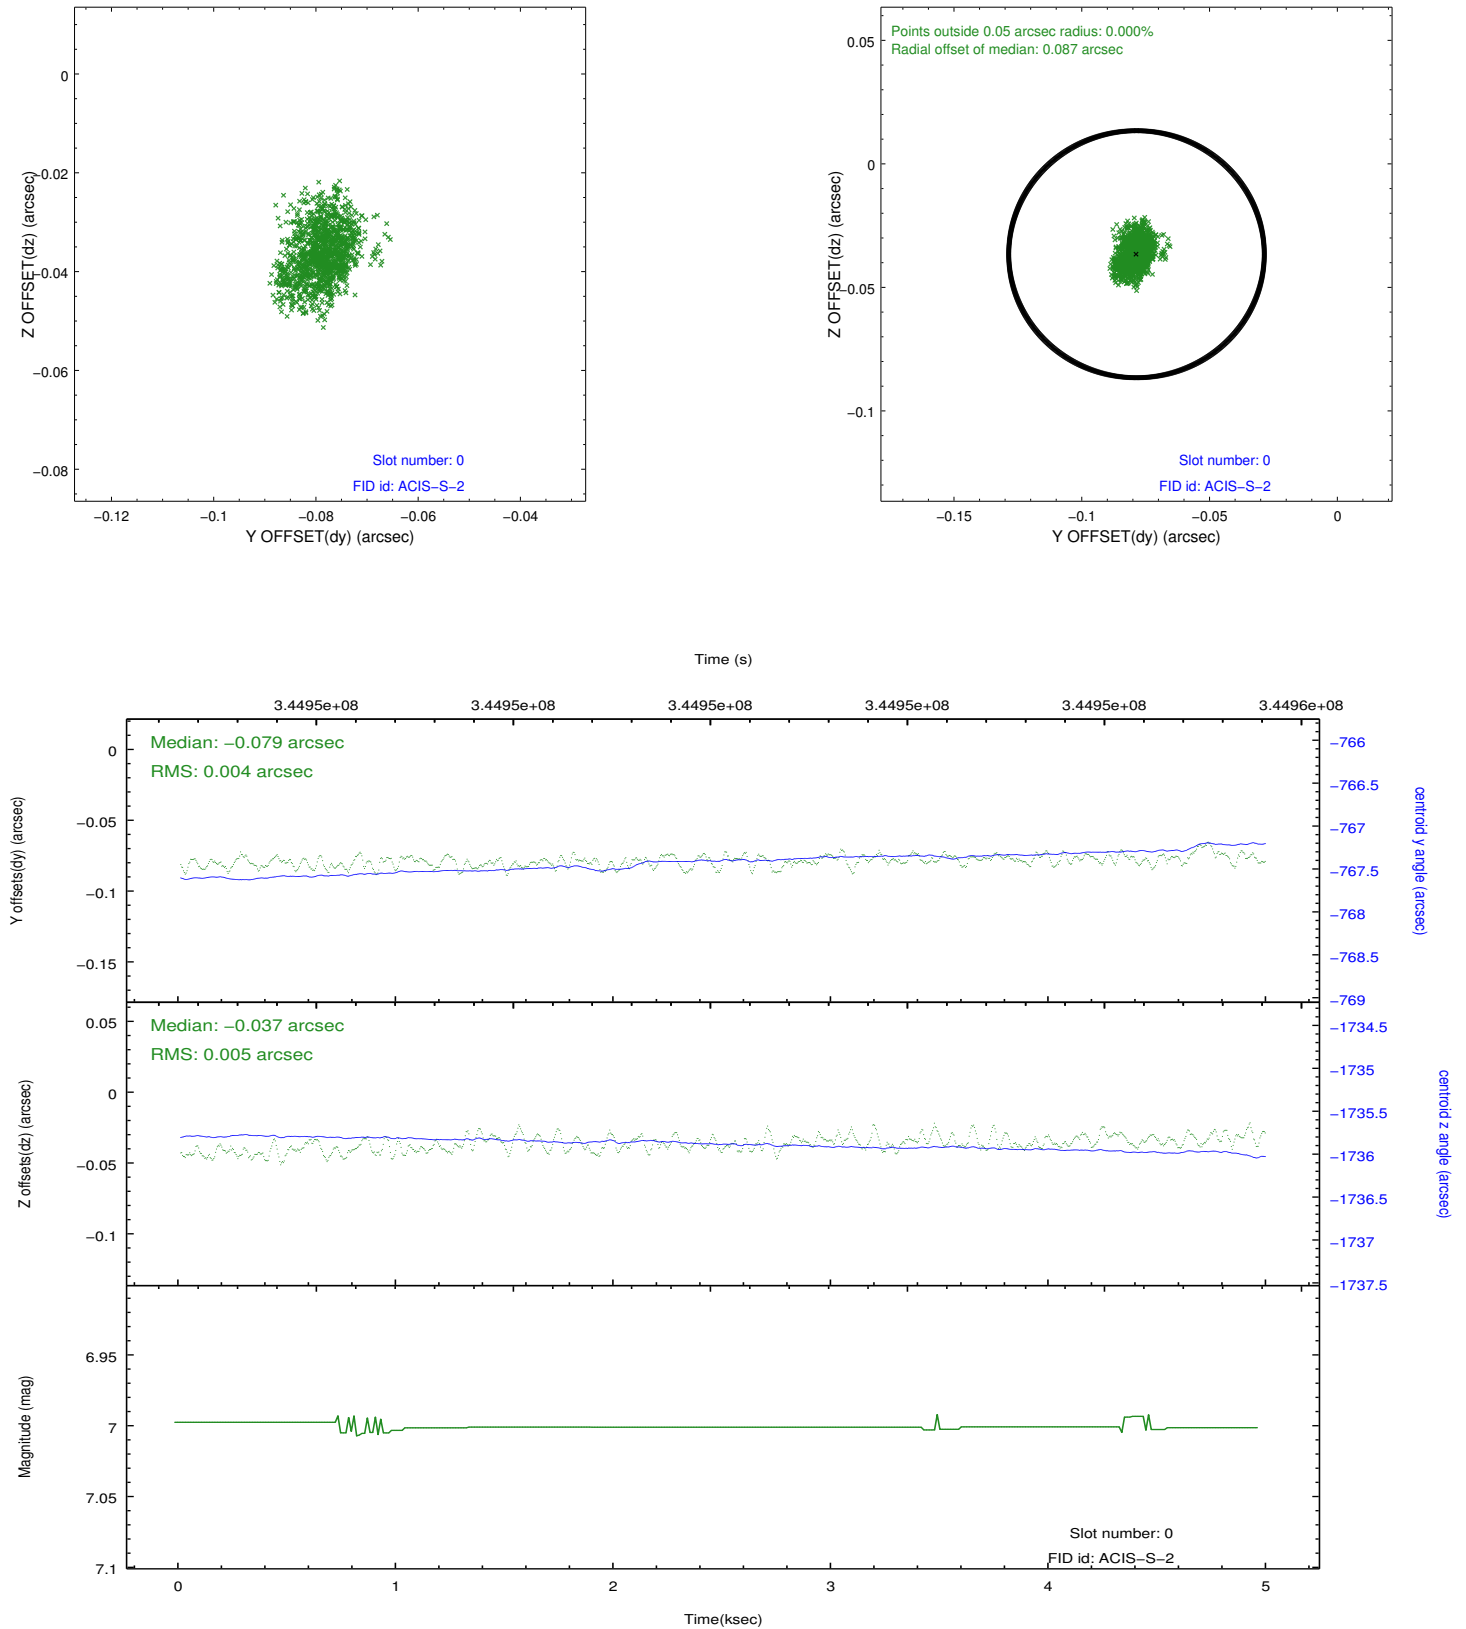 0
−0.02
−0.04
−0.06
−0.08
Z OFFSET(dz) (arcsec)
Slot number: 0
FID id: ACIS−S−2
−0.12
−0.1
−0.08
−0.06
−0.04
Y OFFSET(dy) (arcsec)
Points outside 0.05 arcsec radius: 0.000%
Radial offset of median: 0.087 arcsec
0.05
0
−0.05
−0.1
Z OFFSET(dz) (arcsec)
Slot number: 0
FID id: ACIS−S−2
−0.15
−0.1
−0.05
0
Y OFFSET(dy) (arcsec)
Time (s)
3.4495e+08
3.4495e+08
3.4495e+08
3.4495e+08
3.4495e+08
3.4496e+08
Median: −0.079 arcsec
RMS: 0.004 arcsec
0
−0.05
−0.1
−0.15
Y offsets(dy) (arcsec)
−766
−766.5
−767
−767.5
−768
−768.5
−769
centroid y angle (arcsec)
Median: −0.037 arcsec
RMS: 0.005 arcsec
0.05
0
−0.05
−0.1
Z offsets(dz) (arcsec)
−1734.5
−1735
−1735.5
−1736
−1736.5
−1737
−1737.5
centroid z angle (arcsec)
6.95
7
7.05
7.1
Magnitude (mag)
Slot number: 0
FID id: ACIS−S−2
0
1
2
3
4
5
Time(ksec)